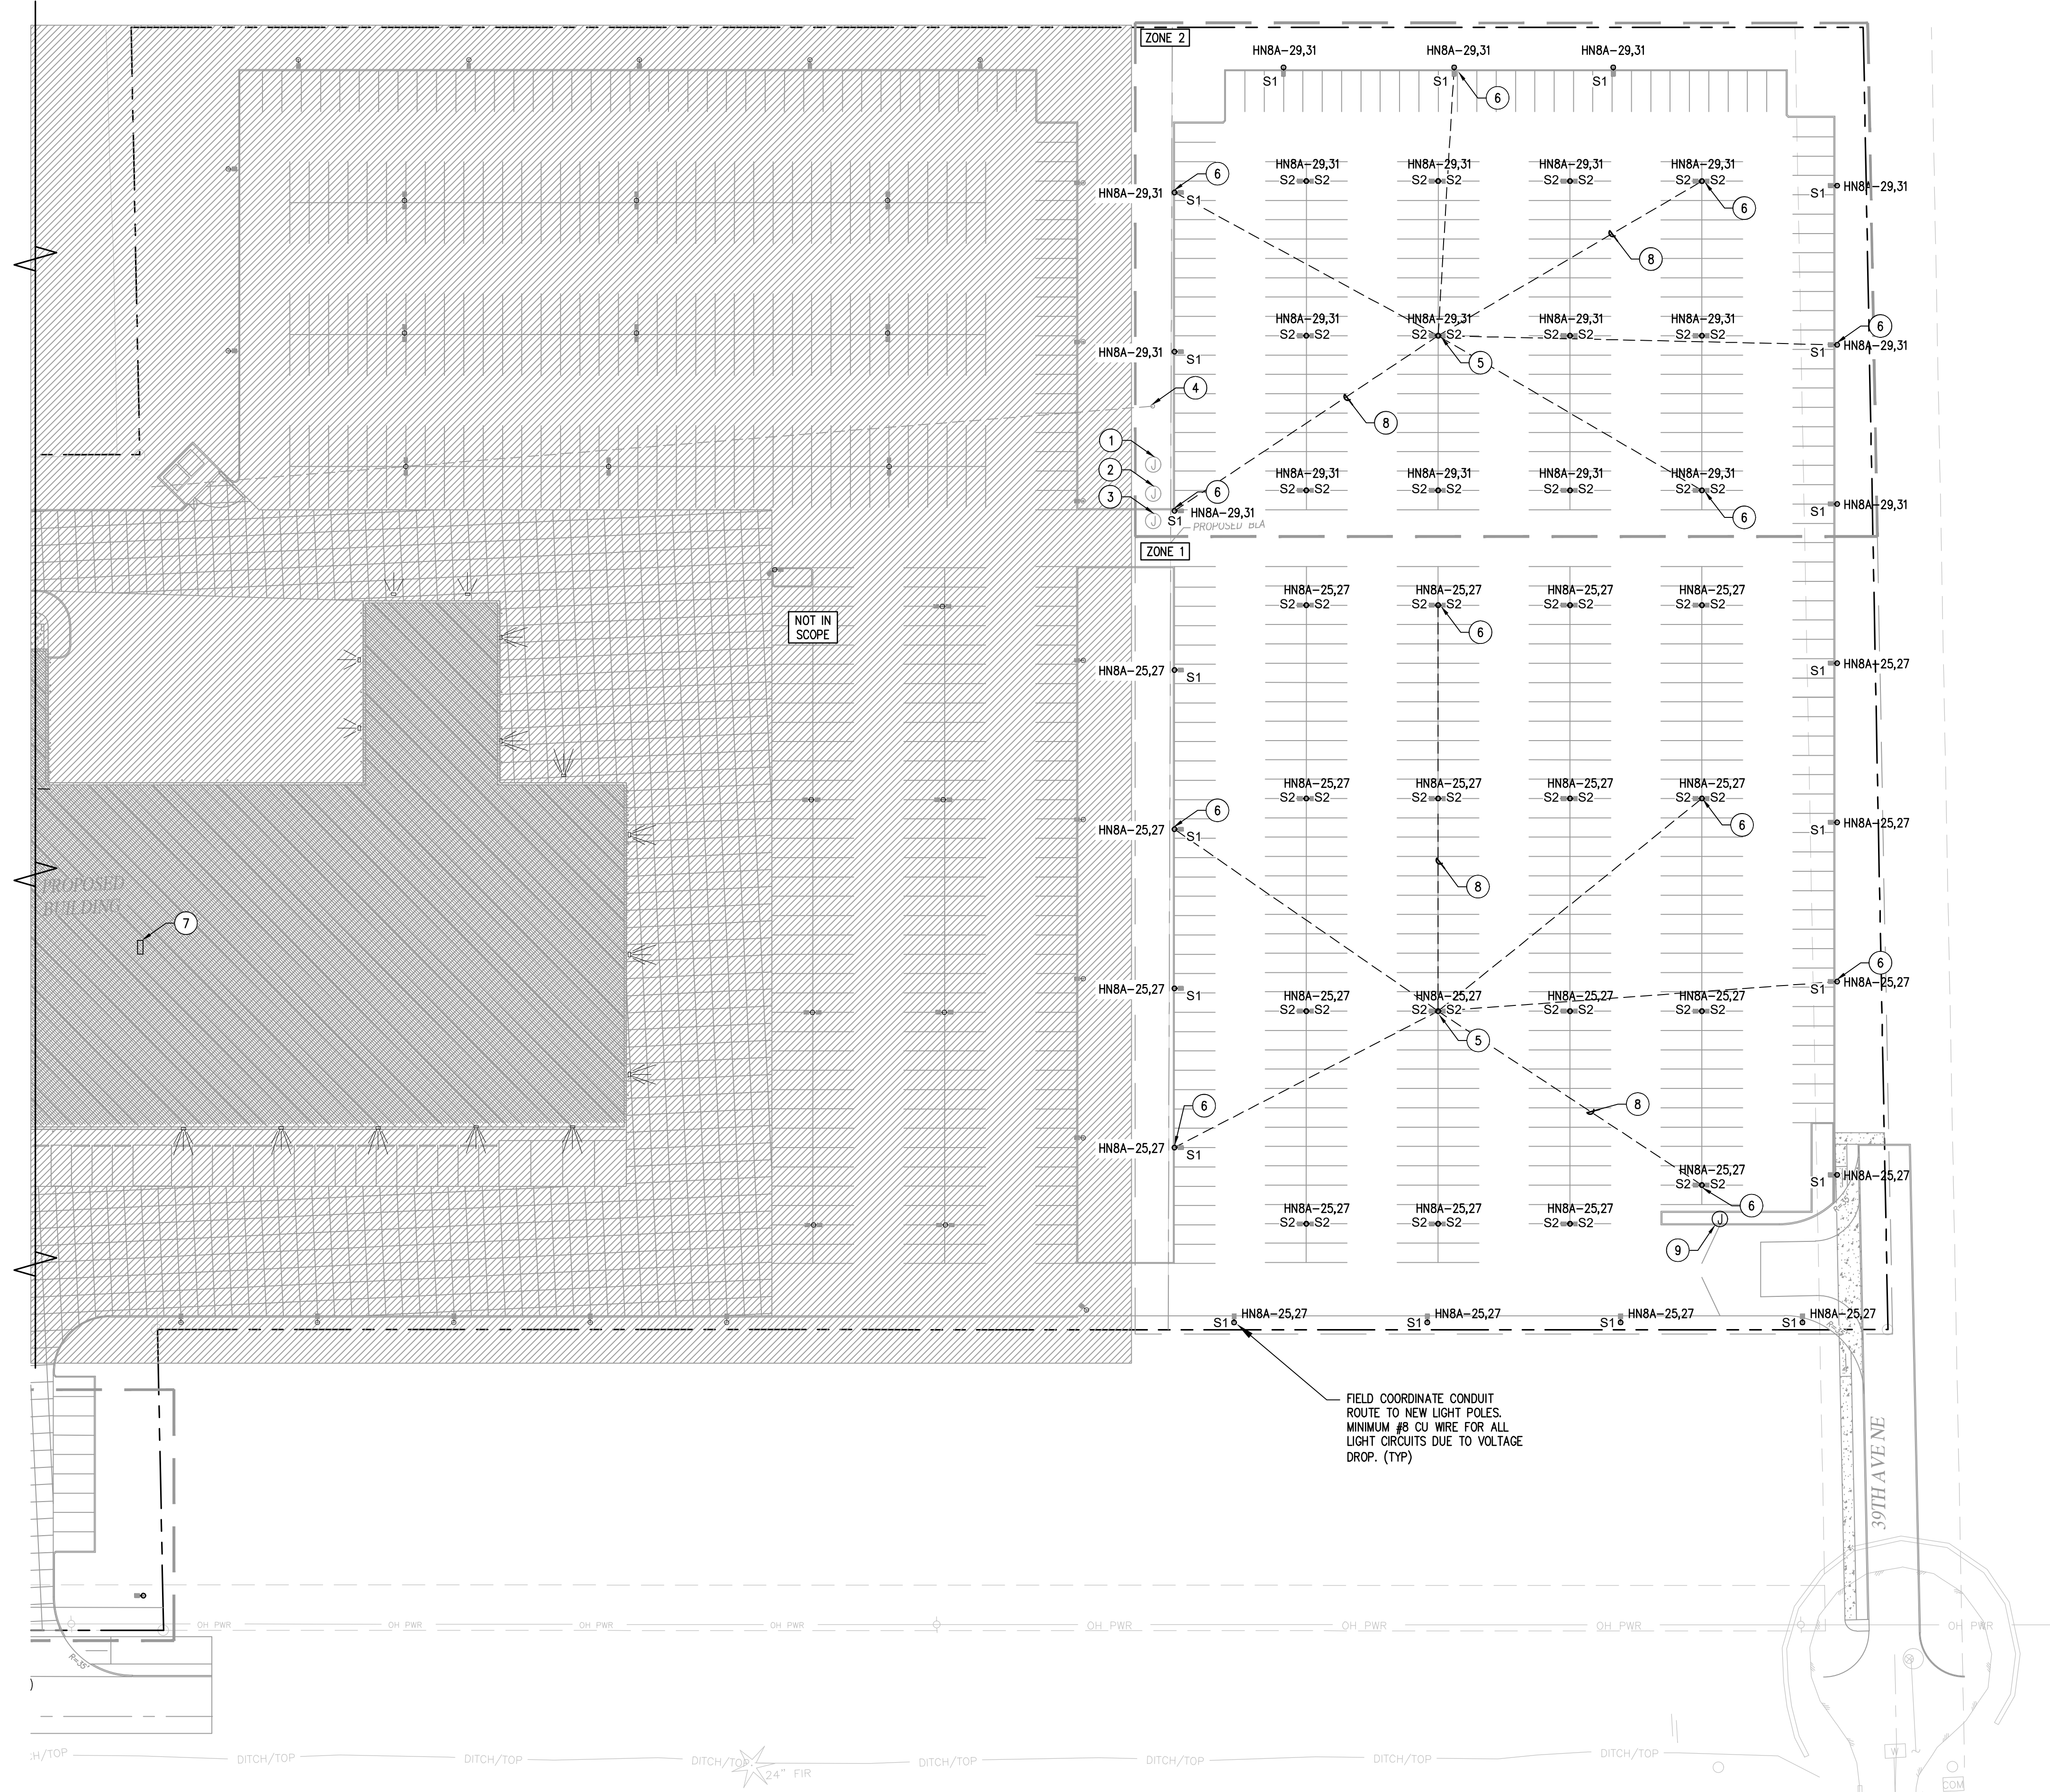 ZONE 2
HN8A-29,31
HN8A-29,31
HN8A-29,31
S1
S1
S1
6
HN8A-29,31
HN8A-29,31
HN8A-29,31
HN8A-29,31
6
S2 S2
S2 S2
S2 S2
S2 S2
HN8A-29,31
S1
S1
HN8A-29,31
6
8
HN8A-29,31
HN8A-29,31
HN8A-29,31
HN8A-29,31
6
S2 S2
S2 S2
S2 S2
S2 S2
HN8A-29,31
S1
S1
HN8A-29,31
5
4
8
1
2
3
HN8A-29,31
HN8A-29,31
HN8A-29,31
HN8A-29,31
J
J
J
6
S2 S2
S2 S2
S2 S2
S2 S2
S1
HN8A-29,31
S1
HN8A-29,31
6
PROPOSED BLA
ZONE 1
HN8A-25,27
HN8A-25,27
HN8A-25,27
HN8A-25,27
S2 S2
S2 S2
S2 S2
S2 S2
NOT IN
SCOPE
6
HN8A-25,27
S1
S1
HN8A-25,27
HN8A-25,27
HN8A-25,27
HN8A-25,27
HN8A-25,27
S2 S2
S2 S2
S2 S2
S2 S2
6
6
HN8A-25,27
S1
S1
HN8A-25,27
PROPOSED
BUILDING
8
7
6
HN8A-25,27
S1
HN8A-25,27
HN8A-25,27
HN8A-25,27
HN8A-25,27
S1
HN8A-25,27
S2 S2
S2 S2
S2 S2
S2 S2
5
6
8
HN8A-25,27
S1
HN8A-25,27
S2 S2
S1
HN8A-25,27
6
HN8A-25,27
HN8A-25,27
HN8A-25,27
S2 S2
S2 S2
S2 S2
J
9
R=35'
HN8A-25,27
HN8A-25,27
HN8A-25,27
HN8A-25,27
S1
S1
S1
S1
R=35'
FIELD COORDINATE CONDUIT
ROUTE TO NEW LIGHT POLES.
MINIMUM #8 CU WIRE FOR ALL
LIGHT CIRCUITS DUE TO VOLTAGE
DROP. (TYP)
39TH AVE NE
OH PWR
OH PWR
OH PWR
OH PWR
OH PWR
OH PWR
OH PWR
OH PWR
R=35'
)
CH/TOP
DITCH/TOP
DITCH/TOP
DITCH/TOP
DITCH/TOP
DITCH/TOP
DITCH/TOP
DITCH/TOP
24" FIR
W
COM